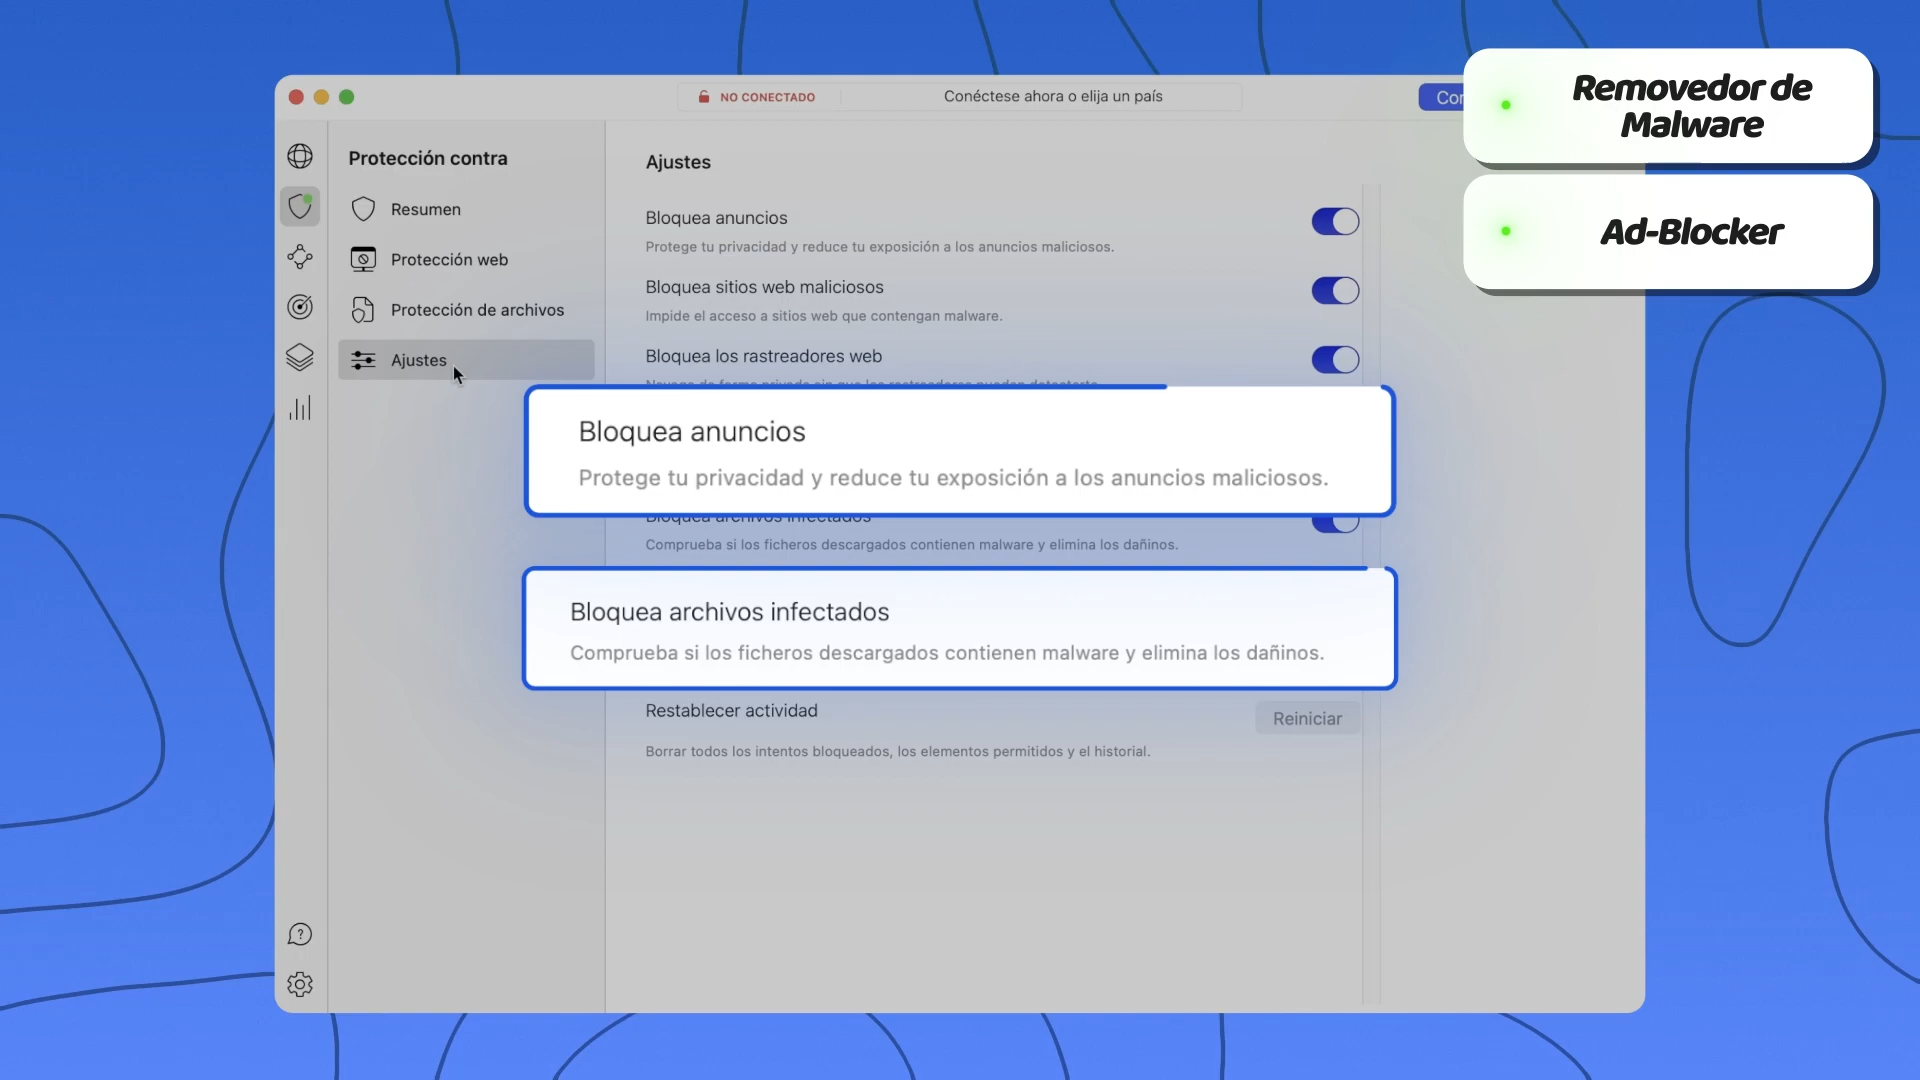 NO CONECTADO
Conéctese ahora o elija un país
Removedor de
Malware
Ad-Blocker
Protección contra
Resumen
Protección web
Protección de archivos
Ajustes
Ajustes
Bloquea anuncios
Protege tu privacidad y reduce tu exposición a los anuncios maliciosos.
Bloquea sitios web maliciosos
Impide el acceso a sitios web que contengan malware.
Bloquea los rastreadores web
Bloquea anuncios
Protege tu privacidad y reduce tu exposición a los anuncios maliciosos.
Bloquea archivos infectados
Comprueba si los ficheros descargados contienen malware y elimina los dañinos.
Bloquea archivos infectados
Comprueba si los ficheros descargados contienen malware y elimina los dañinos.
Restablecer actividad
Reiniciar
Borrar todos los intentos bloqueados, los elementos permitidos y el historial.